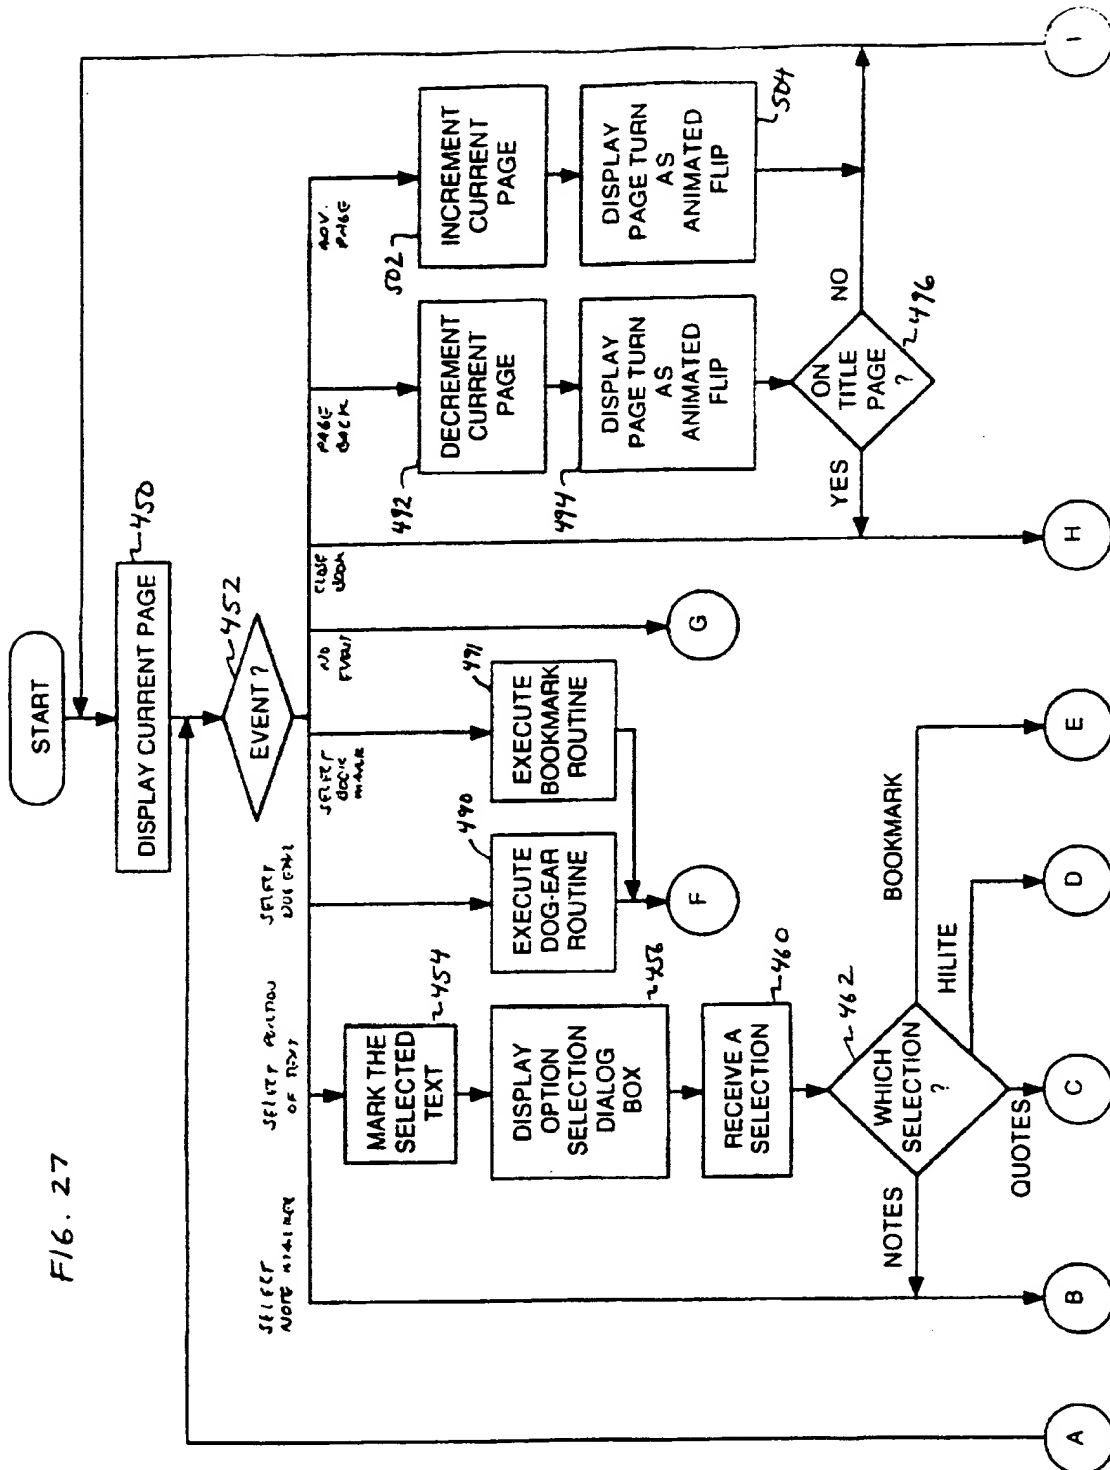 FIG. 27
START
DISPLAY CURRENT PAGE
450
EVENT ?
452
SELECT
NOTE MARKER
SELECT PORTION
OF TEXT
SELECT
DOG EAR
SELECT
BOOK
MARK
NO
EVENT
CLOSE
BOOK
PAGE
BACK
ADV.
PAGE
MARK THE
SELECTED
TEXT
454
DISPLAY
OPTION
SELECTION
DIALOG
BOX
456
RECEIVE A
SELECTION
460
WHICH
SELECTION
?
462
NOTES
QUOTES
HILITE
BOOKMARK
EXECUTE
DOG-EAR
ROUTINE
490
EXECUTE
BOOKMARK
ROUTINE
491
DECREMENT
CURRENT
PAGE
492
DISPLAY
PAGE TURN
AS
ANIMATED
FLIP
494
ON
TITLE
PAGE
?
496
YES
NO
INCREMENT
CURRENT
PAGE
502
DISPLAY
PAGE TURN
AS
ANIMATED
FLIP
504
A
B
C
D
E
F
G
H
I